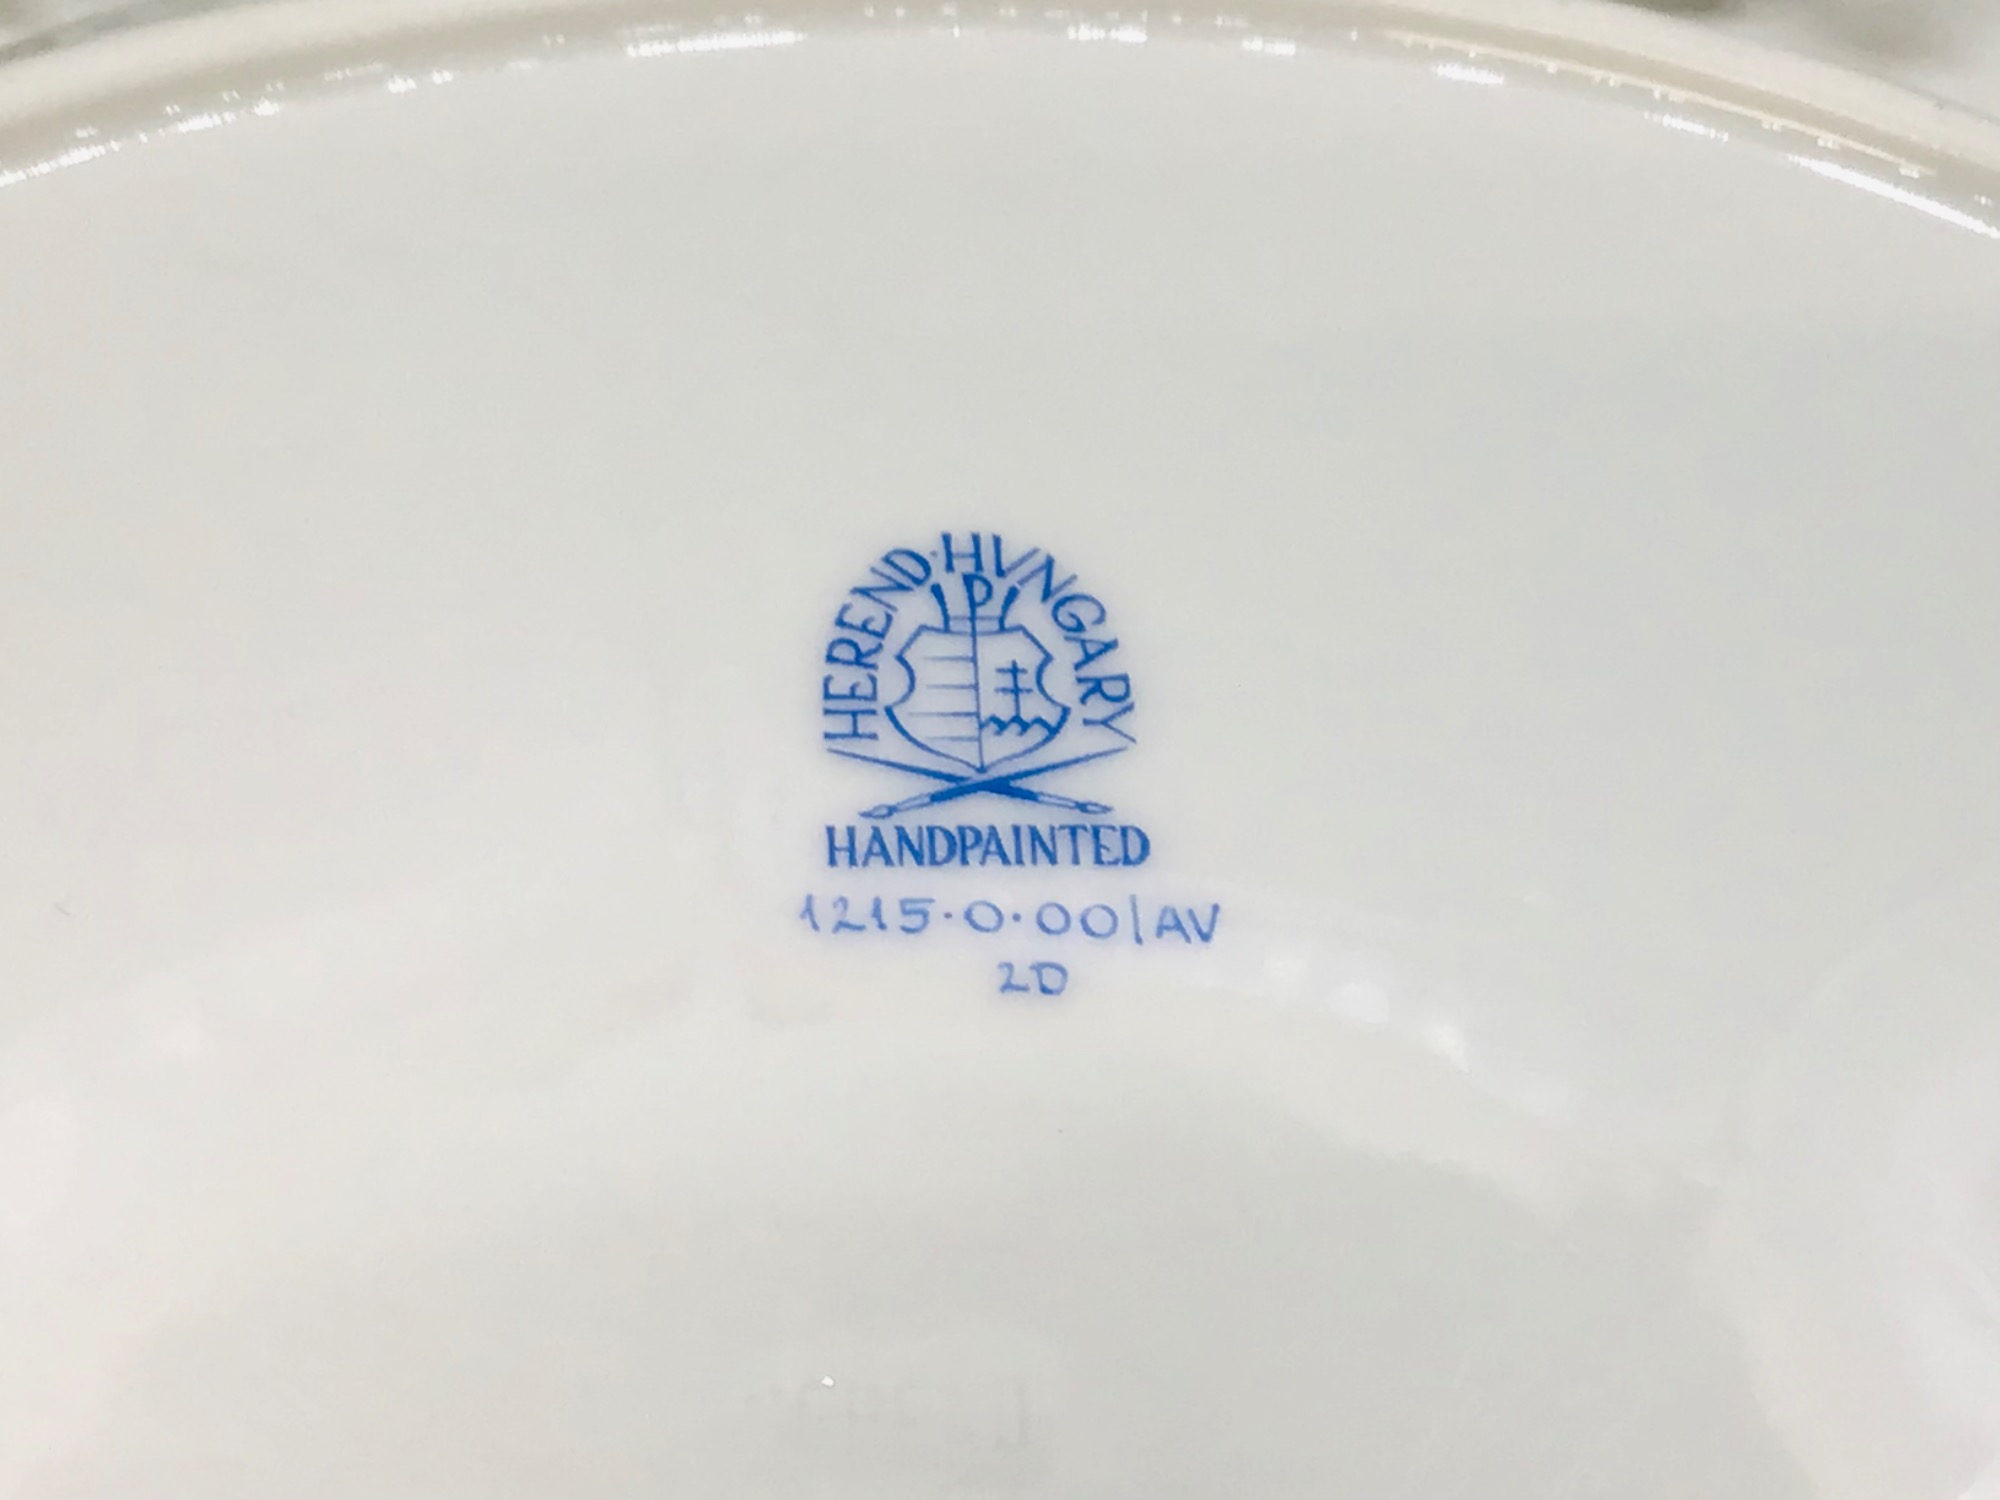 HEREND·HVNGARY
P
HANDPAINTED
1215·0·00/AV
2D